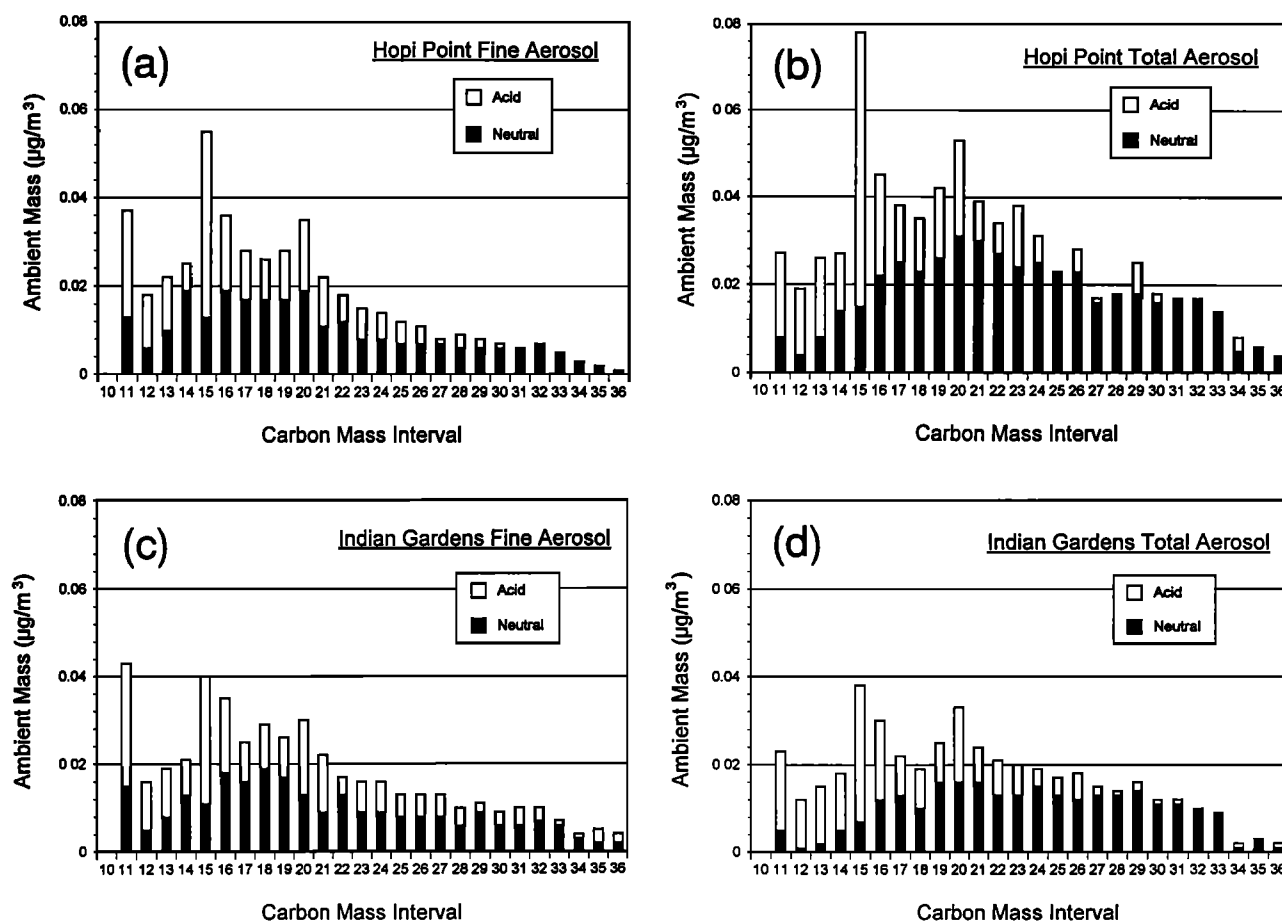 (a)
Hopi Point Fine Aerosol
Acid
Neutral
Ambient Mass (µg/m³)
0.08
0.06
0.04
0.02
0
10 11 12 13 14 15 16 17 18 19 20 21 22 23 24 25 26 27 28 29 30 31 32 33 34 35 36
Carbon Mass Interval
(b)
Hopi Point Total Aerosol
Acid
Neutral
Ambient Mass (µg/m³)
0.08
0.06
0.04
0.02
0
10 11 12 13 14 15 16 17 18 19 20 21 22 23 24 25 26 27 28 29 30 31 32 33 34 35 36
Carbon Mass Interval
(c)
Indian Gardens Fine Aerosol
Acid
Neutral
Ambient Mass (µg/m³)
0.08
0.06
0.04
0.02
0
10 11 12 13 14 15 16 17 18 19 20 21 22 23 24 25 26 27 28 29 30 31 32 33 34 35 36
Carbon Mass Interval
(d)
Indian Gardens Total Aerosol
Acid
Neutral
Ambient Mass (µg/m³)
0.08
0.06
0.04
0.02
0
10 11 12 13 14 15 16 17 18 19 20 21 22 23 24 25 26 27 28 29 30 31 32 33 34 35 36
Carbon Mass Interval